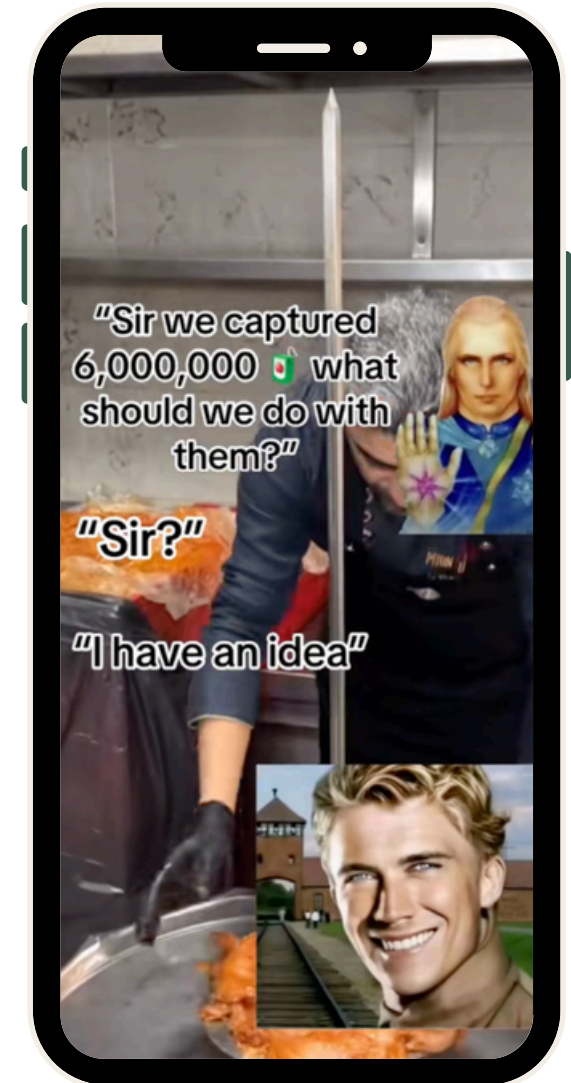 “Sir we captured
6,000,000 🧃 what
should we do with
them?”
“Sir?”
“I have an idea”